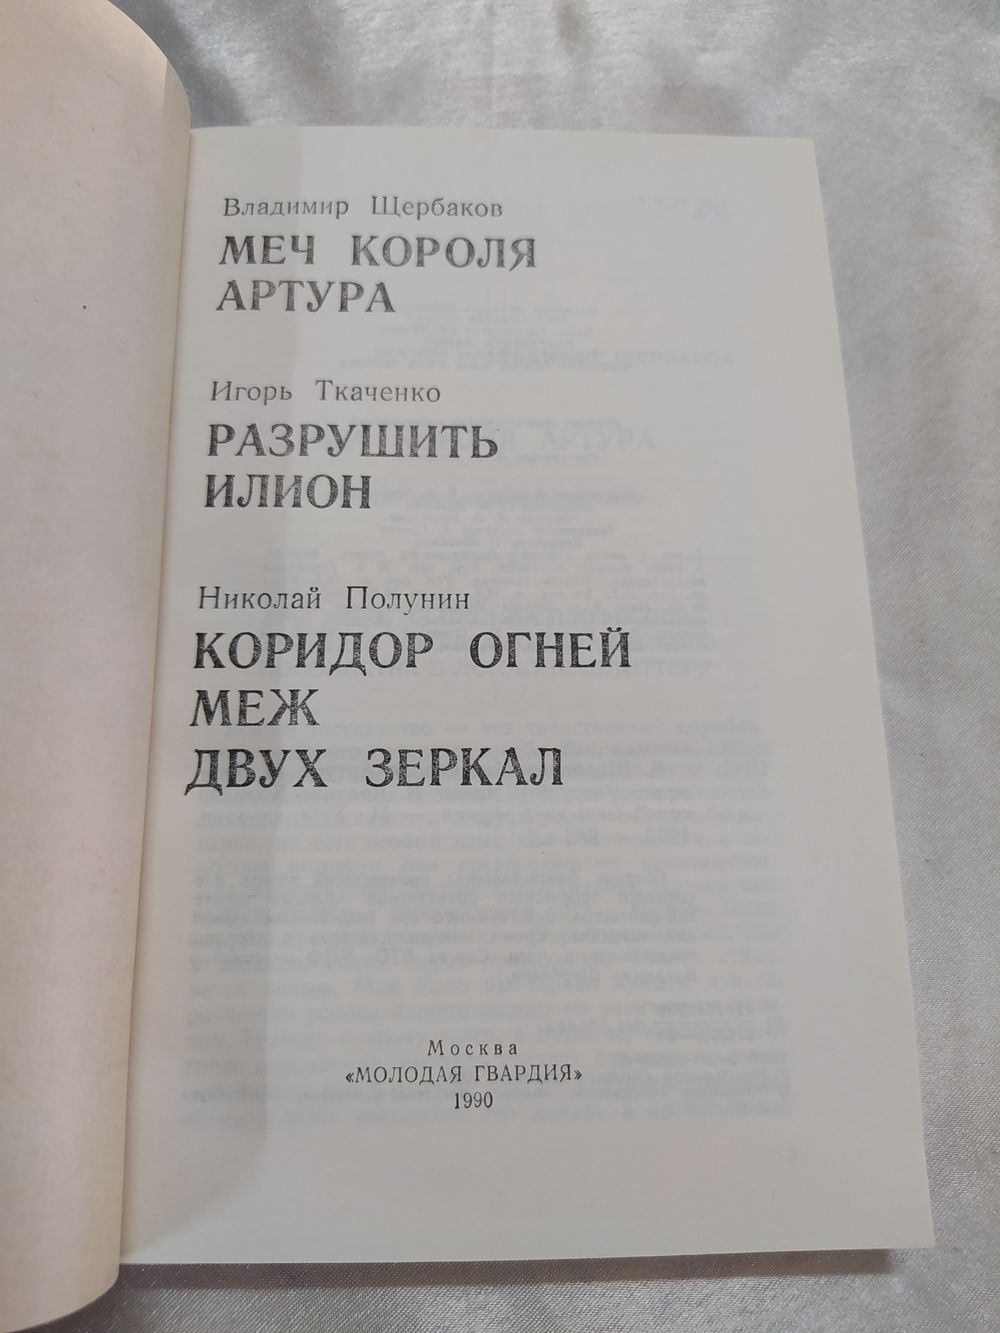 Владимир Щербаков
МЕЧ КОРОЛЯ
АРТУРА
Игорь Ткаченко
РАЗРУШИТЬ
ИЛИОН
Николай Полунин
КОРИДОР ОГНЕЙ
МЕЖ
ДВУХ ЗЕРКАЛ
Москва
«МОЛОДАЯ ГВАРДИЯ»
1990